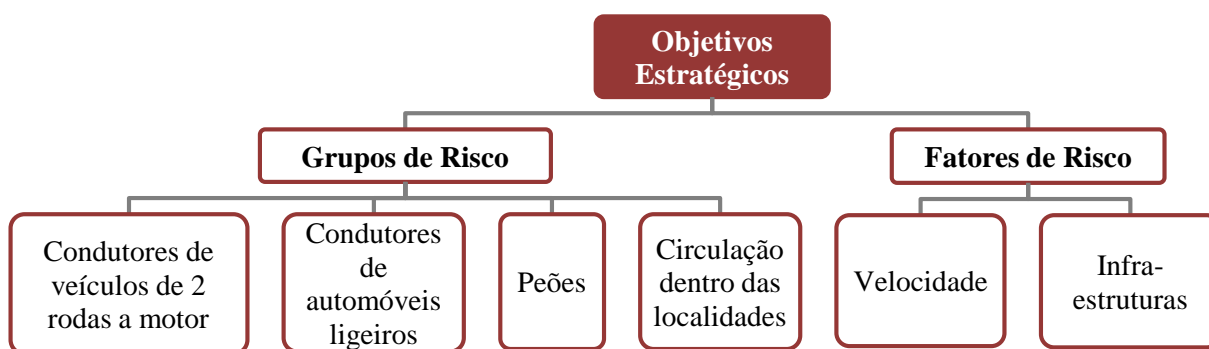 Objetivos
Estratégicos
Grupos de Risco
Fatores de Risco
Condutores de
veículos de 2
rodas a motor
Condutores
de
automóveis
ligeiros
Peões
Circulação
dentro das
localidades
Velocidade
Infra-
estruturas